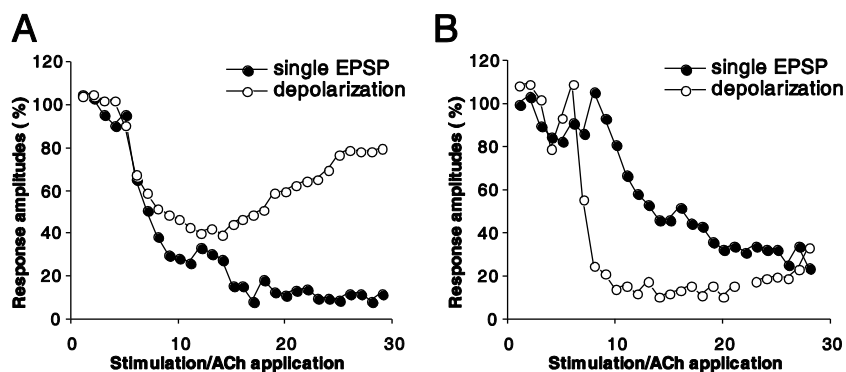 A
single EPSP
depolarization
Response amplitudes (%)
120
100
80
60
40
20
0
0 10 20 30
Stimulation/ACh application
B
single EPSP
depolarization
Response amplitudes (%)
120
100
80
60
40
20
0
0 10 20 30
Stimulation/ACh application